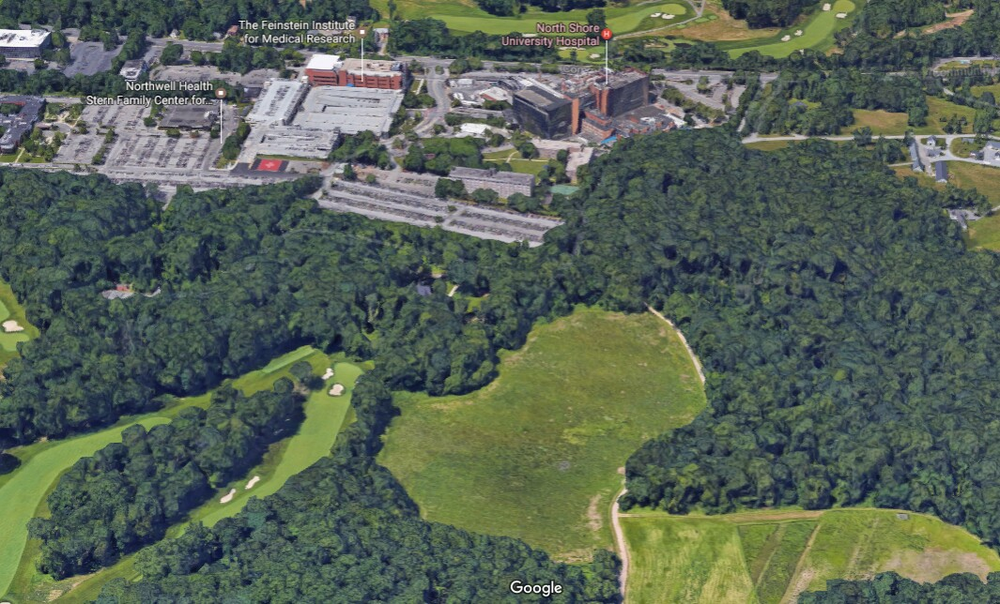 The Feinstein Institute
for Medical Research
North Shore
University Hospital
H
Northwell Health
Stern Family Center for...
Google